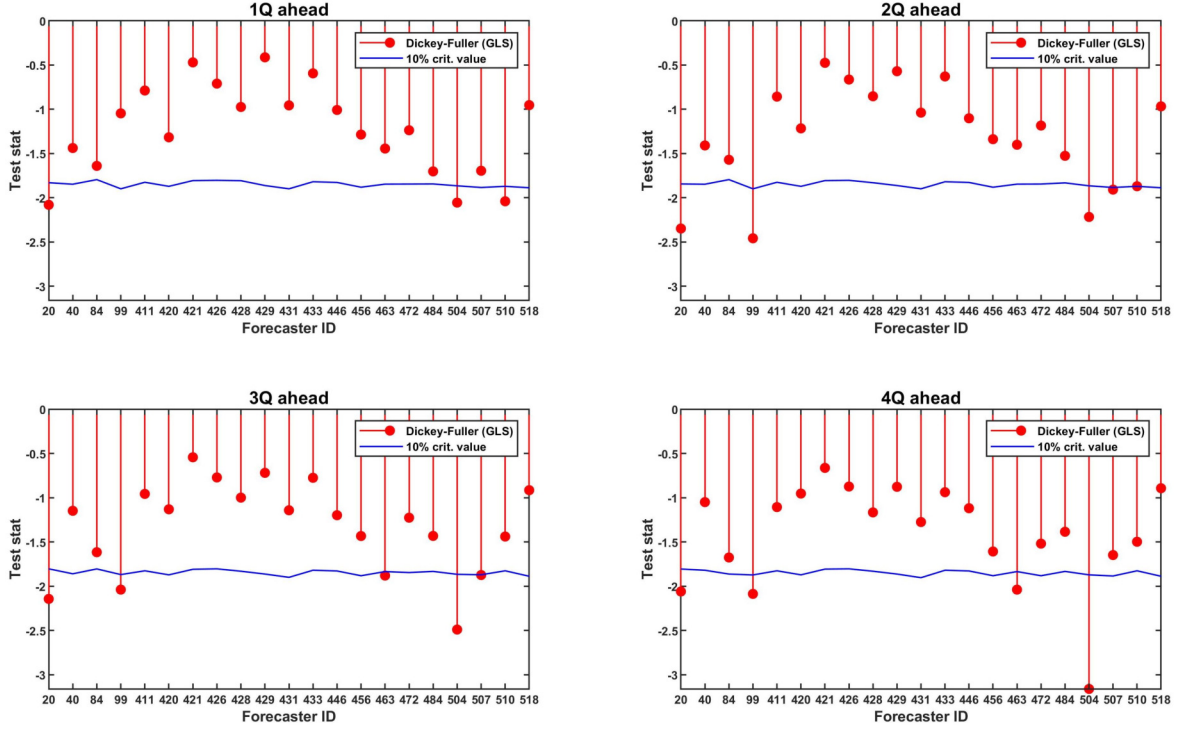 1Q ahead
Test stat
0
-0.5
-1
-1.5
-2
-2.5
-3
Dickey-Fuller (GLS)
10% crit. value
20 40 84 99 411 420 421 426 428 429 431 433 446 456 463 472 484 504 507 510 518
Forecaster ID
2Q ahead
Test stat
0
-0.5
-1
-1.5
-2
-2.5
-3
Dickey-Fuller (GLS)
10% crit. value
20 40 84 99 411 420 421 426 428 429 431 433 446 456 463 472 484 504 507 510 518
Forecaster ID
3Q ahead
Test stat
0
-0.5
-1
-1.5
-2
-2.5
-3
Dickey-Fuller (GLS)
10% crit. value
20 40 84 99 411 420 421 426 428 429 431 433 446 456 463 472 484 504 507 510 518
Forecaster ID
4Q ahead
Test stat
0
-0.5
-1
-1.5
-2
-2.5
-3
Dickey-Fuller (GLS)
10% crit. value
20 40 84 99 411 420 421 426 428 429 431 433 446 456 463 472 484 504 507 510 518
Forecaster ID